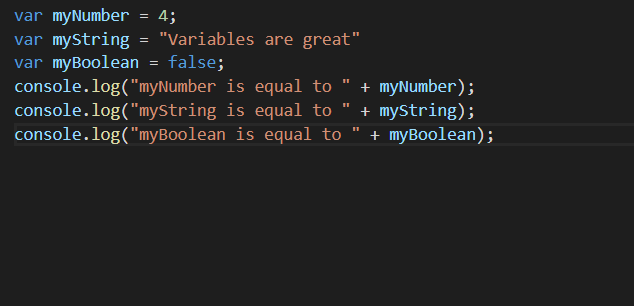 var myNumber = 4;
var myString = "Variables are great"
var myBoolean = false;
console.log("myNumber is equal to " + myNumber);
console.log("myString is equal to " + myString);
console.log("myBoolean is equal to " + myBoolean);